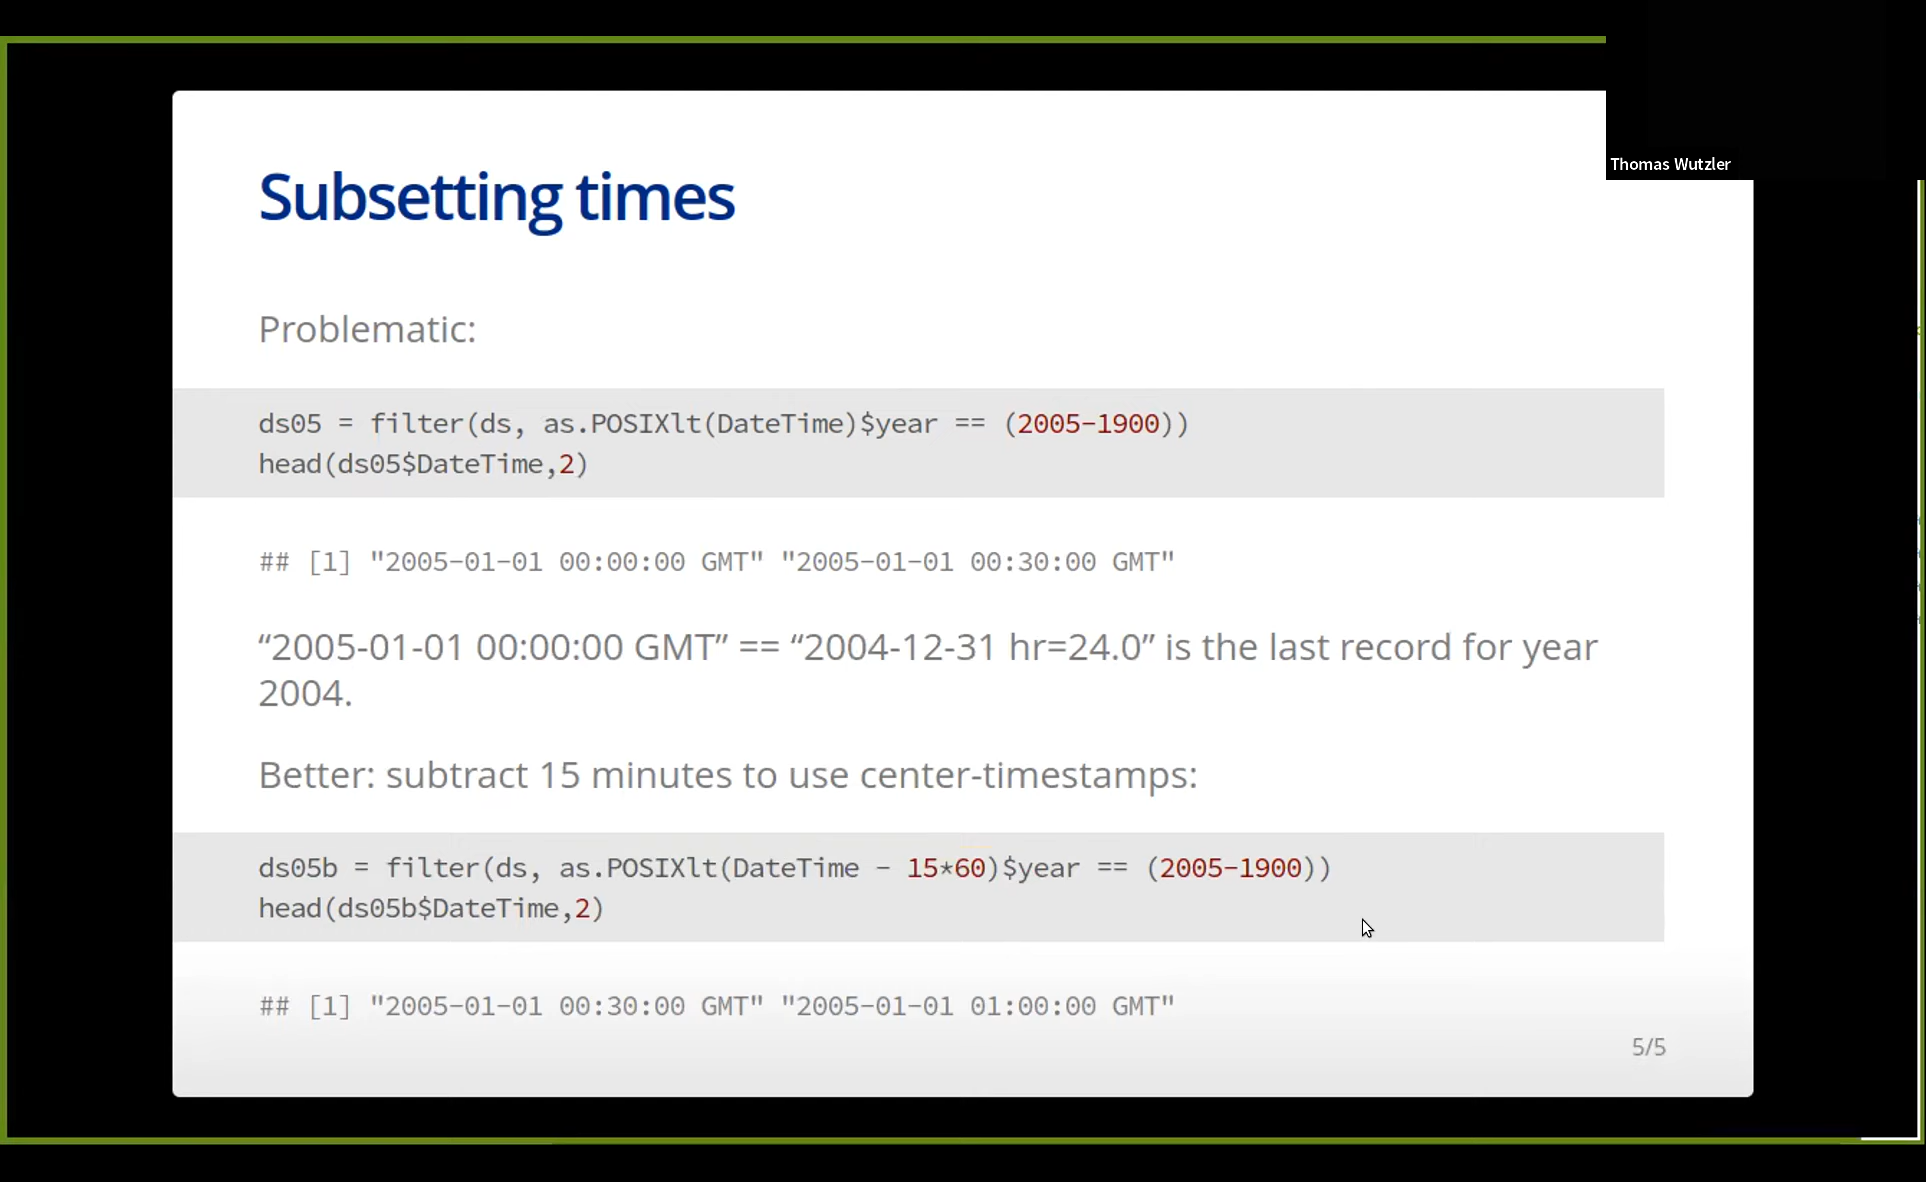 Thomas Wutzler
Subsetting times
Problematic:
ds05 = filter(ds, as.POSIXlt(DateTime)$year == (2005-1900))
head(ds05$DateTime,2)
## [1] "2005-01-01 00:00:00 GMT" "2005-01-01 00:30:00 GMT"
“2005-01-01 00:00:00 GMT” == “2004-12-31 hr=24.0” is the last record for year
2004.
Better: subtract 15 minutes to use center-timestamps:
ds05b = filter(ds, as.POSIXlt(DateTime - 15*60)$year == (2005-1900))
head(ds05b$DateTime,2)
## [1] "2005-01-01 00:30:00 GMT" "2005-01-01 01:00:00 GMT"
5/5